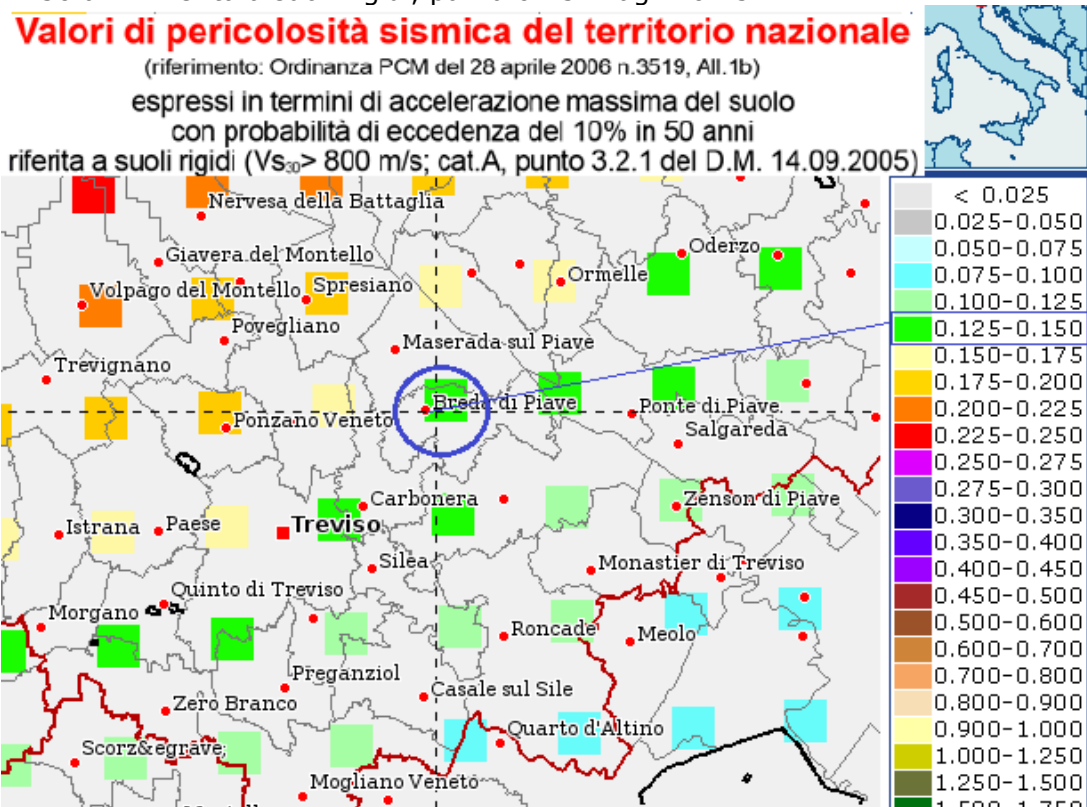 Valori di pericolosità sismica del territorio nazionale
(riferimento: Ordinanza PCM del 28 aprile 2006 n.3519, All.1b)
espressi in termini di accelerazione massima del suolo
con probabilità di eccedenza del 10% in 50 anni
riferita a suoli rigidi (Vs₃₀> 800 m/s; cat.A, punto 3.2.1 del D.M. 14.09.2005)
Nervesa della Battaglia
Giavera del Montello
Oderzo
Volpago del Montello
Spresiano
Ormelle
Povegliano
Maserada sul Piave
Trevignano
Breda di Piave
Ponte di Piave
Ponzano Veneto
Salgareda
Carbonera
Zenson di Piave
Istrana
Paese
Treviso
Silea
Monastier di Treviso
Quinto di Treviso
Morgano
Roncade
Meolo
Preganziol
Casale sul Sile
Zero Branco
Quarto d'Altino
Scorz&egrave;
Mogliano Veneto
< 0.025
0.025-0.050
0.050-0.075
0.075-0.100
0.100-0.125
0.125-0.150
0.150-0.175
0.175-0.200
0.200-0.225
0.225-0.250
0.250-0.275
0.275-0.300
0.300-0.350
0.350-0.400
0.400-0.450
0.450-0.500
0.500-0.600
0.600-0.700
0.700-0.800
0.800-0.900
0.900-1.000
1.000-1.250
1.250-1.500